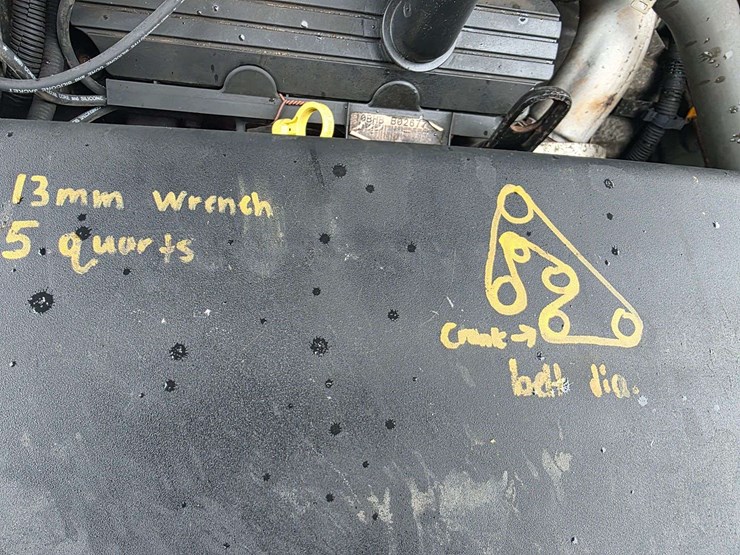 13mm wrench
5 quarts
Crank →
belt dia.